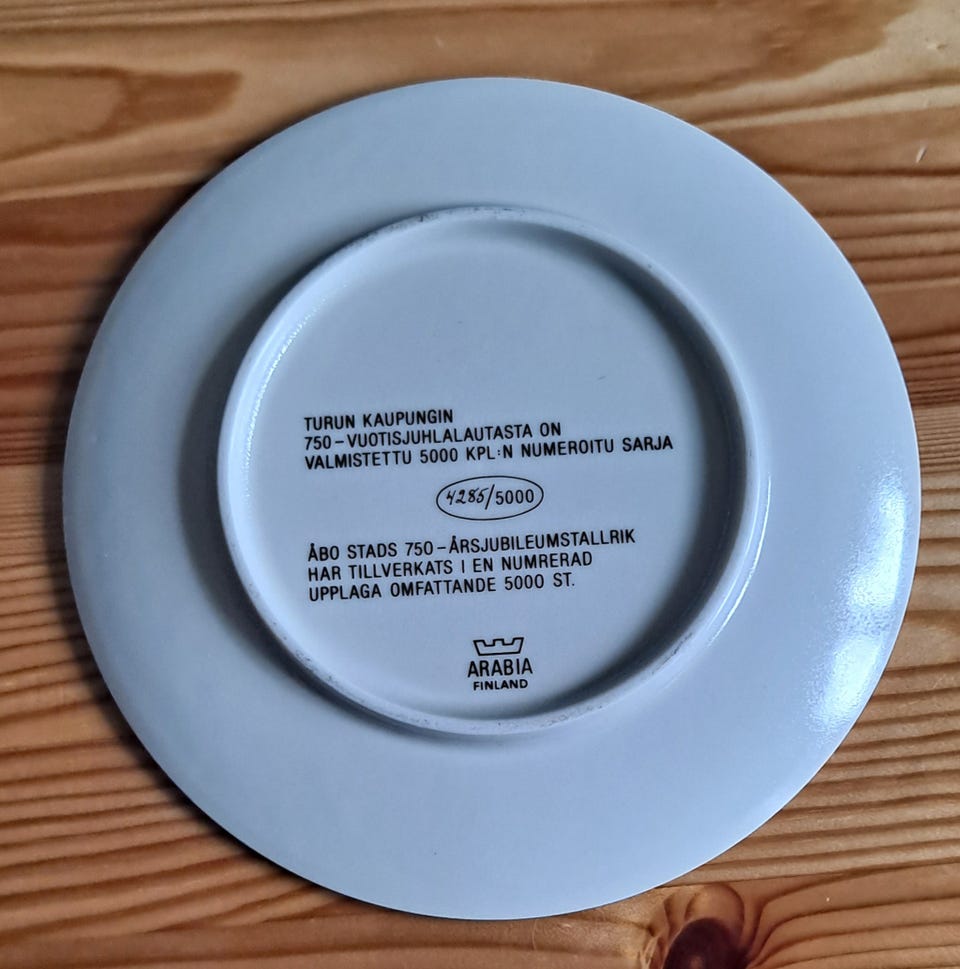 TURUN KAUPUNGIN
750-VUOTISJUHLALAUTASTA ON
VALMISTETTU 5000 KPL:N NUMEROITU SARJA
4285/5000
ÅBO STADS 750-ÅRSJUBILEUMSTALLRIK
HAR TILLVERKATS I EN NUMRERAD
UPPLAGA OMFATTANDE 5000 ST.
ARABIA
FINLAND